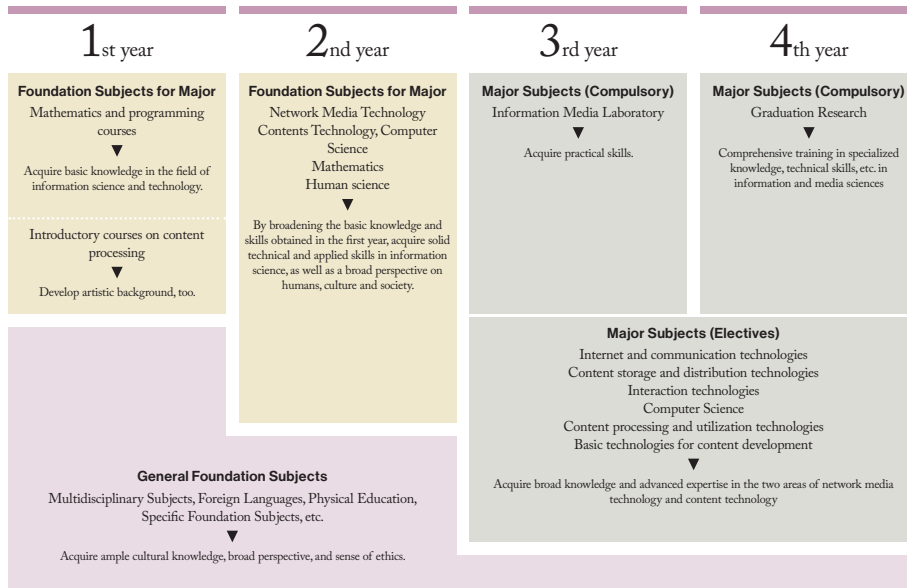 1st year
Foundation Subjects for Major
Mathematics and programming
courses
▼
Acquire basic knowledge in the field of
information science and technology.
Introductory courses on content
processing
▼
Develop artistic background, too.
2nd year
Foundation Subjects for Major
Network Media Technology
Contents Technology, Computer
Science
Mathematics
Human science
▼
By broadening the basic knowledge and
skills obtained in the first year, acquire solid
technical and applied skills in information
science, as well as a broad perspective on
humans, culture and society.
3rd year
Major Subjects (Compulsory)
Information Media Laboratory
▼
Acquire practical skills.
4th year
Major Subjects (Compulsory)
Graduation Research
▼
Comprehensive training in specialized
knowledge, technical skills, etc. in
information and media sciences
Major Subjects (Electives)
Internet and communication technologies
Content storage and distribution technologies
Interaction technologies
Computer Science
Content processing and utilization technologies
Basic technologies for content development
▼
Acquire broad knowledge and advanced expertise in the two areas of network media
technology and content technology
General Foundation Subjects
Multidisciplinary Subjects, Foreign Languages, Physical Education,
Specific Foundation Subjects, etc.
▼
Acquire ample cultural knowledge, broad perspective, and sense of ethics.